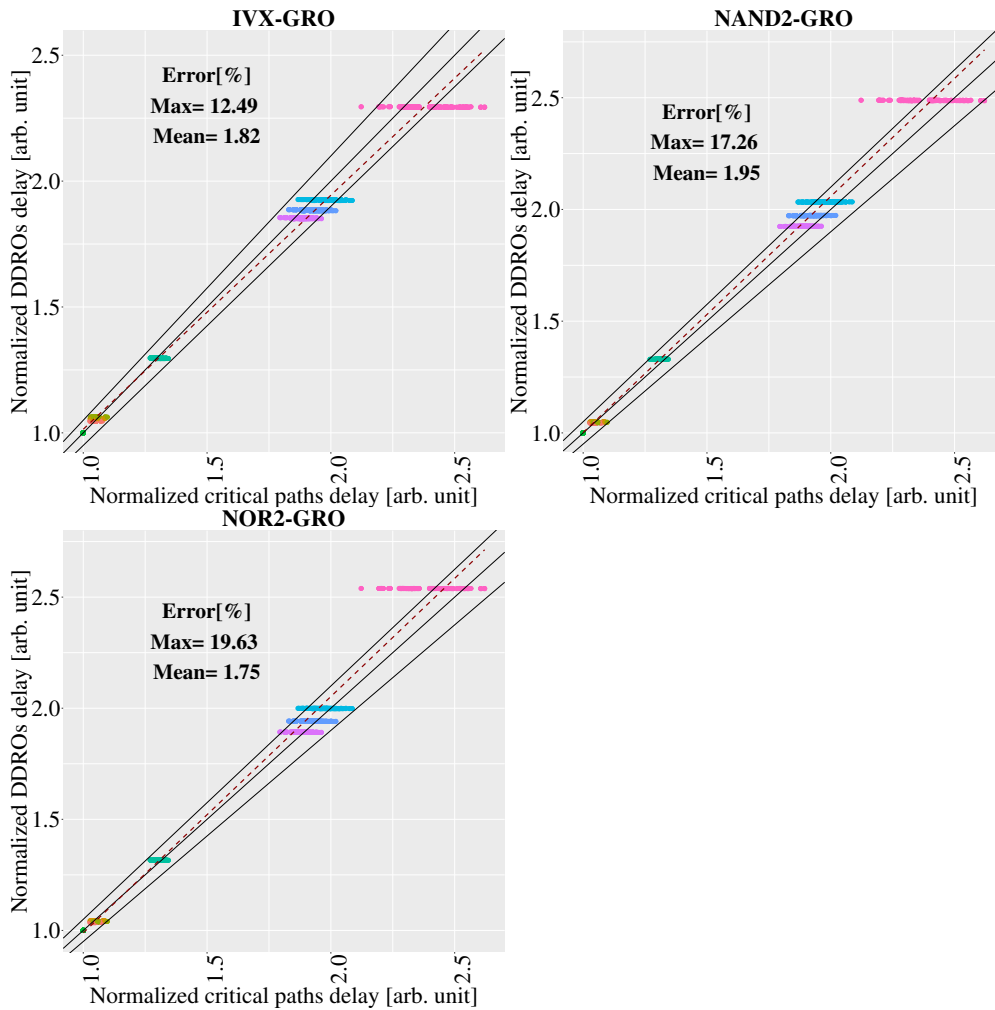 IVX-GRO
Normalized DDROs delay [arb. unit]
2.5
2.0
1.5
1.0
Error[%]
Max= 12.49
Mean= 1.82
1.0
1.5
2.0
2.5
Normalized critical paths delay [arb. unit]
NAND2-GRO
Normalized DDROs delay [arb. unit]
2.5
2.0
1.5
1.0
Error[%]
Max= 17.26
Mean= 1.95
1.0
1.5
2.0
2.5
Normalized critical paths delay [arb. unit]
NOR2-GRO
Normalized DDROs delay [arb. unit]
2.5
2.0
1.5
1.0
Error[%]
Max= 19.63
Mean= 1.75
1.0
1.5
2.0
2.5
Normalized critical paths delay [arb. unit]